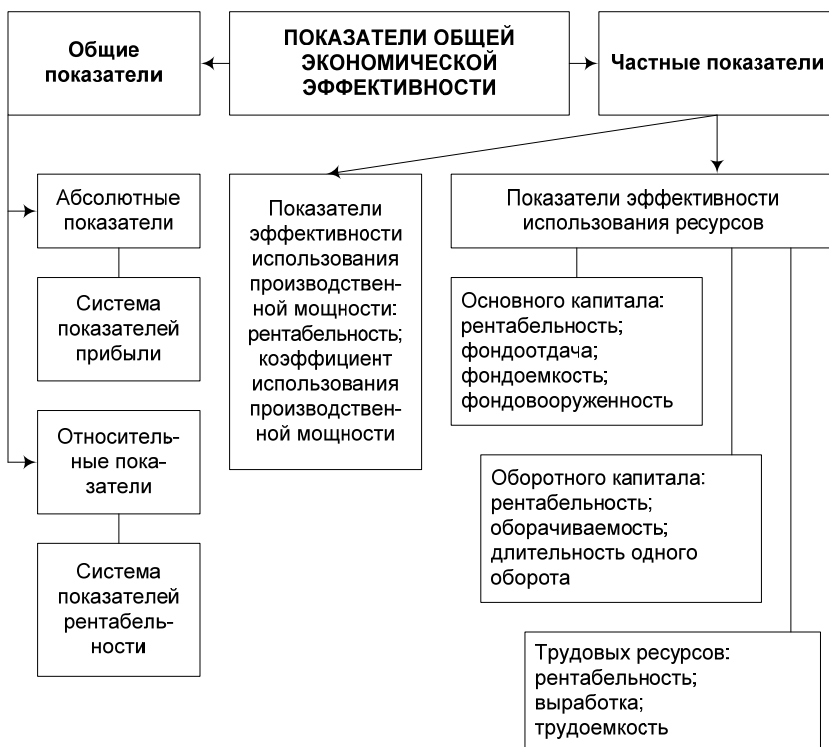 Общие
показатели
ПОКАЗАТЕЛИ ОБЩЕЙ
ЭКОНОМИЧЕСКОЙ
ЭФФЕКТИВНОСТИ
Частные показатели
Абсолютные
показатели
Система
показателей
прибыли
Относитель-
ные пока-
затели
Система
показателей
рентабель-
ности
Показатели
эффективности
использования
производствен-
ной мощности:
рентабельность;
коэффициент
использования
производствен-
ной мощности
Показатели эффективности
использования ресурсов
Основного капитала:
рентабельность;
фондоотдача;
фондоемкость;
фондовооруженность
Оборотного капитала:
рентабельность;
оборачиваемость;
длительность одного
оборота
Трудовых ресурсов:
рентабельность;
выработка;
трудоемкость